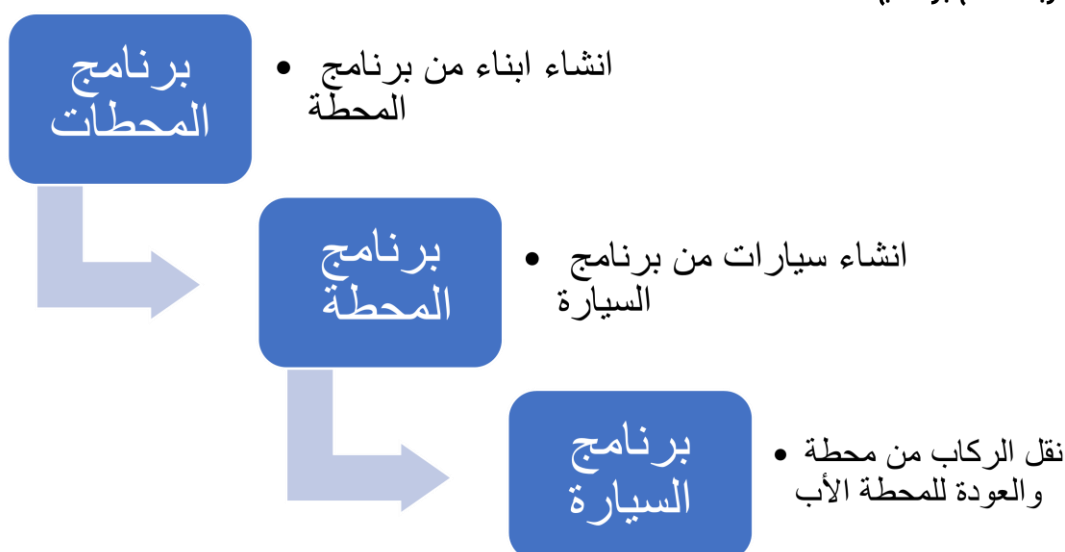 برنامج
المحطات
• انشاء ابناء من برنامج
المحطة
برنامج
المحطة
• انشاء سيارات من برنامج
السيارة
برنامج
السيارة
• نقل الركاب من محطة
والعودة للمحطة الأب